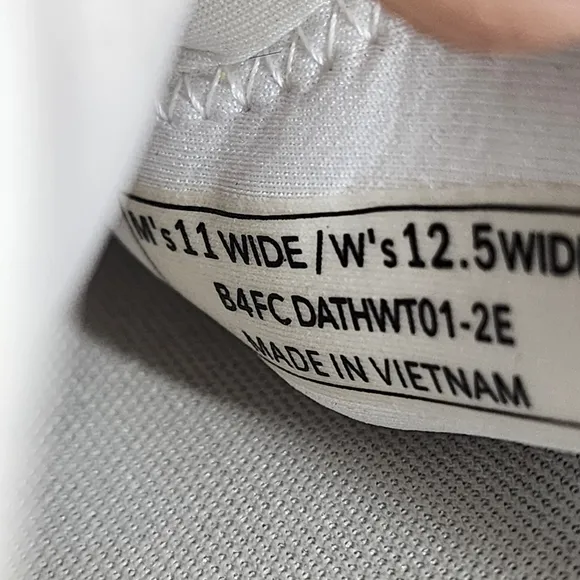 M's 11 WIDE / W's 12.5 WIDE
B4FC DATHWT01-2E
MADE IN VIETNAM